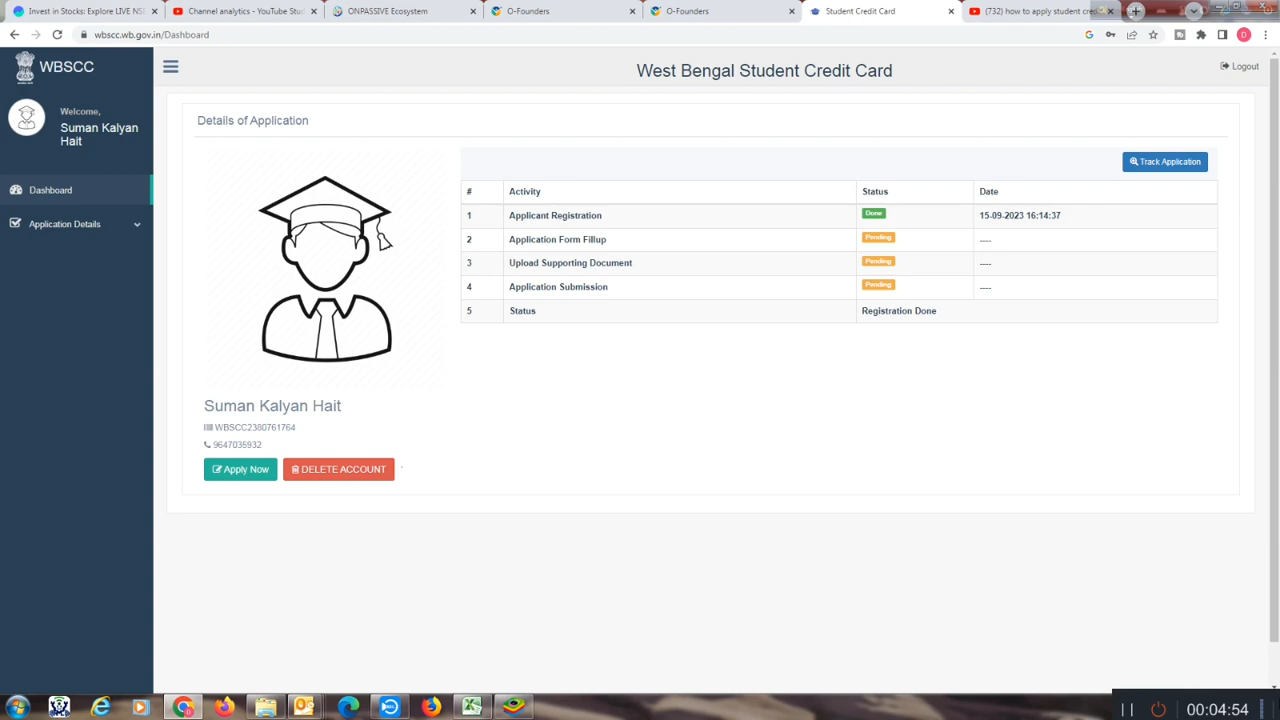 Invest in Stocks: Explore LIVE NSE
Channel analytics - YouTube Stud
ONPASSIVE Ecosystem
O-Founders
O-Founders
Student Credit Card
(732) how to apply student cre
wbscc.wb.gov.in/Dashboard
D
WBSCC
West Bengal Student Credit Card
Logout
Welcome,
Suman Kalyan
Hait
Dashboard
Application Details
Details of Application
Track Application
# Activity Status Date
1 Applicant Registration Done 15-09-2023 16:14:37
2 Application Form Fillup Pending ----
3 Upload Supporting Document Pending ----
4 Application Submission Pending ----
5 Status Registration Done
Suman Kalyan Hait
WBSCC2380761764
9647035932
Apply Now
DELETE ACCOUNT
00:04:54